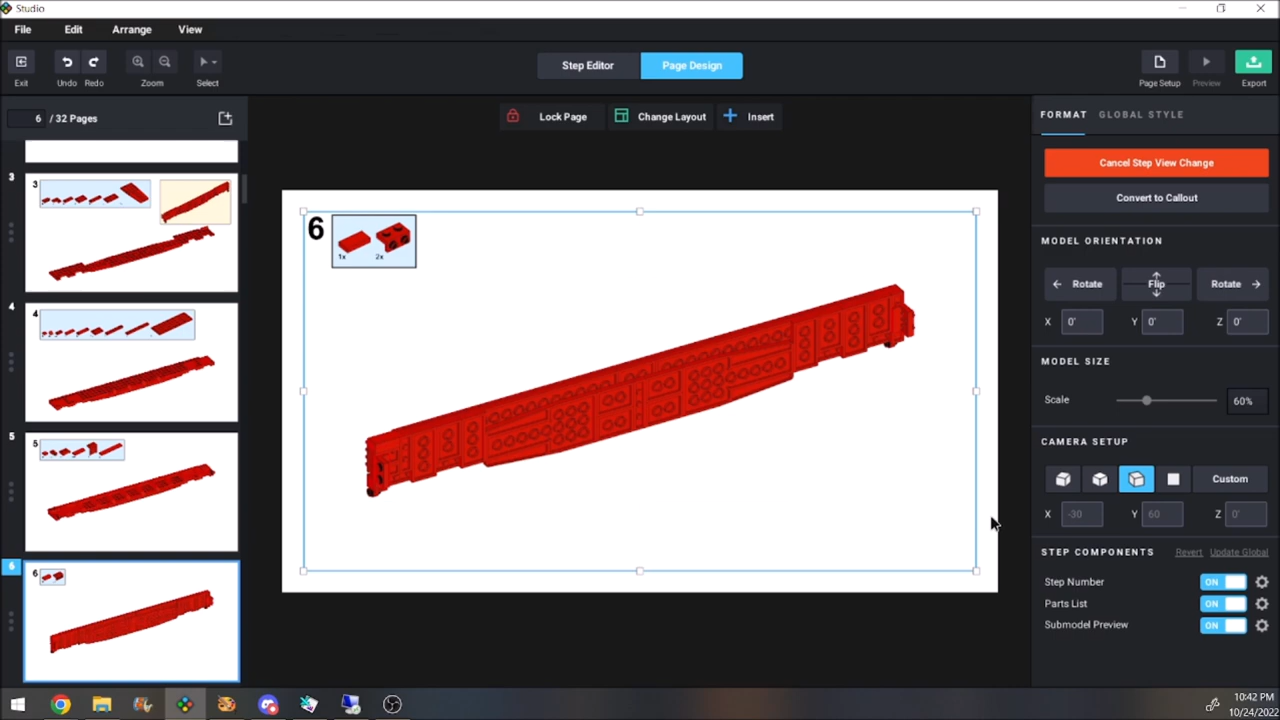 Studio
File Edit Arrange View
Exit Undo Redo Zoom Select
Step Editor Page Design
Page Setup Preview Export
6 / 32 Pages
Lock Page Change Layout Insert
FORMAT GLOBAL STYLE
Cancel Step View Change
Convert to Callout
MODEL ORIENTATION
Rotate Flip Rotate
X 0' Y 0' Z 0'
MODEL SIZE
Scale 60%
CAMERA SETUP
Custom
X -30 Y 60 Z 0'
STEP COMPONENTS Revert Update Global
Step Number ON
Parts List ON
Submodel Preview ON
3
3
4
4
5
5
6
6
6
1x 2x
10:42 PM
10/24/2022